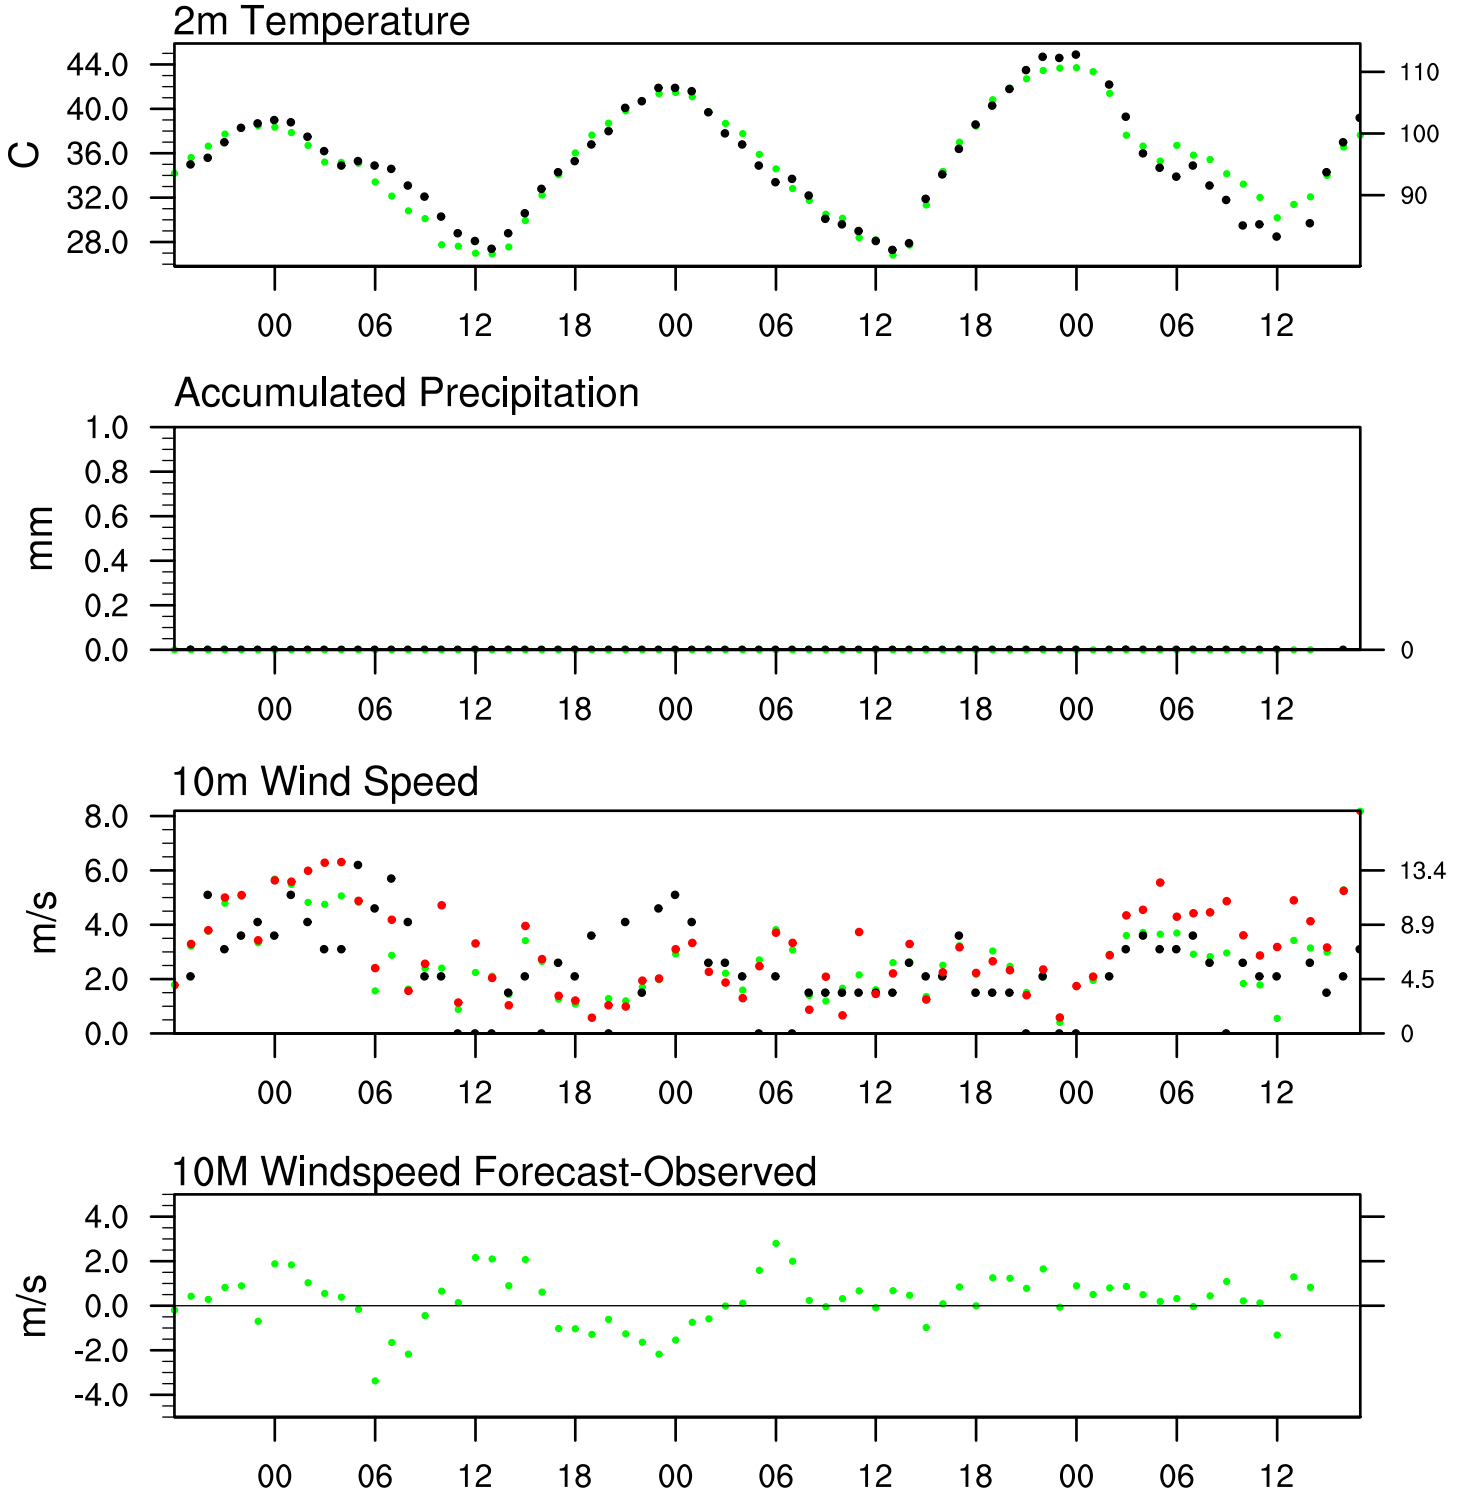 2m Temperature
44.0
40.0
36.0
32.0
28.0
C
110
100
90
00 06 12 18 00 06 12 18 00 06 12
Accumulated Precipitation
1.0
0.8
0.6
0.4
0.2
0.0
mm
0
00 06 12 18 00 06 12 18 00 06 12
10m Wind Speed
8.0
6.0
4.0
2.0
0.0
m/s
13.4
8.9
4.5
0
00 06 12 18 00 06 12 18 00 06 12
10M Windspeed Forecast-Observed
4.0
2.0
0.0
-2.0
-4.0
m/s
00 06 12 18 00 06 12 18 00 06 12